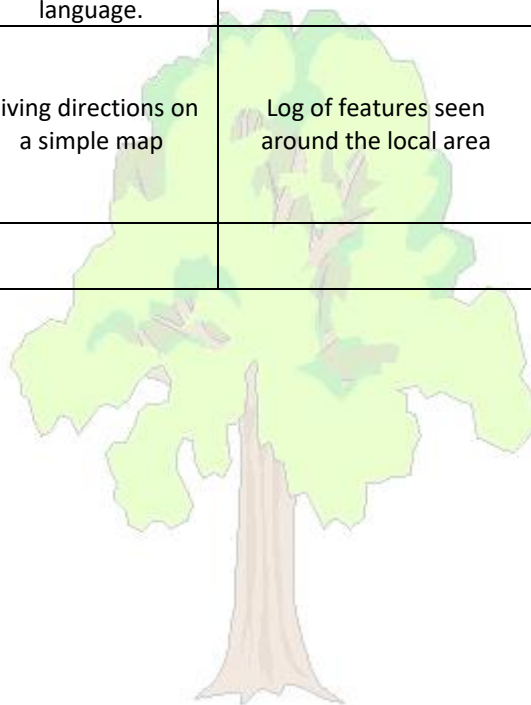 language.
iving directions on
a simple map
Log of features seen
around the local area